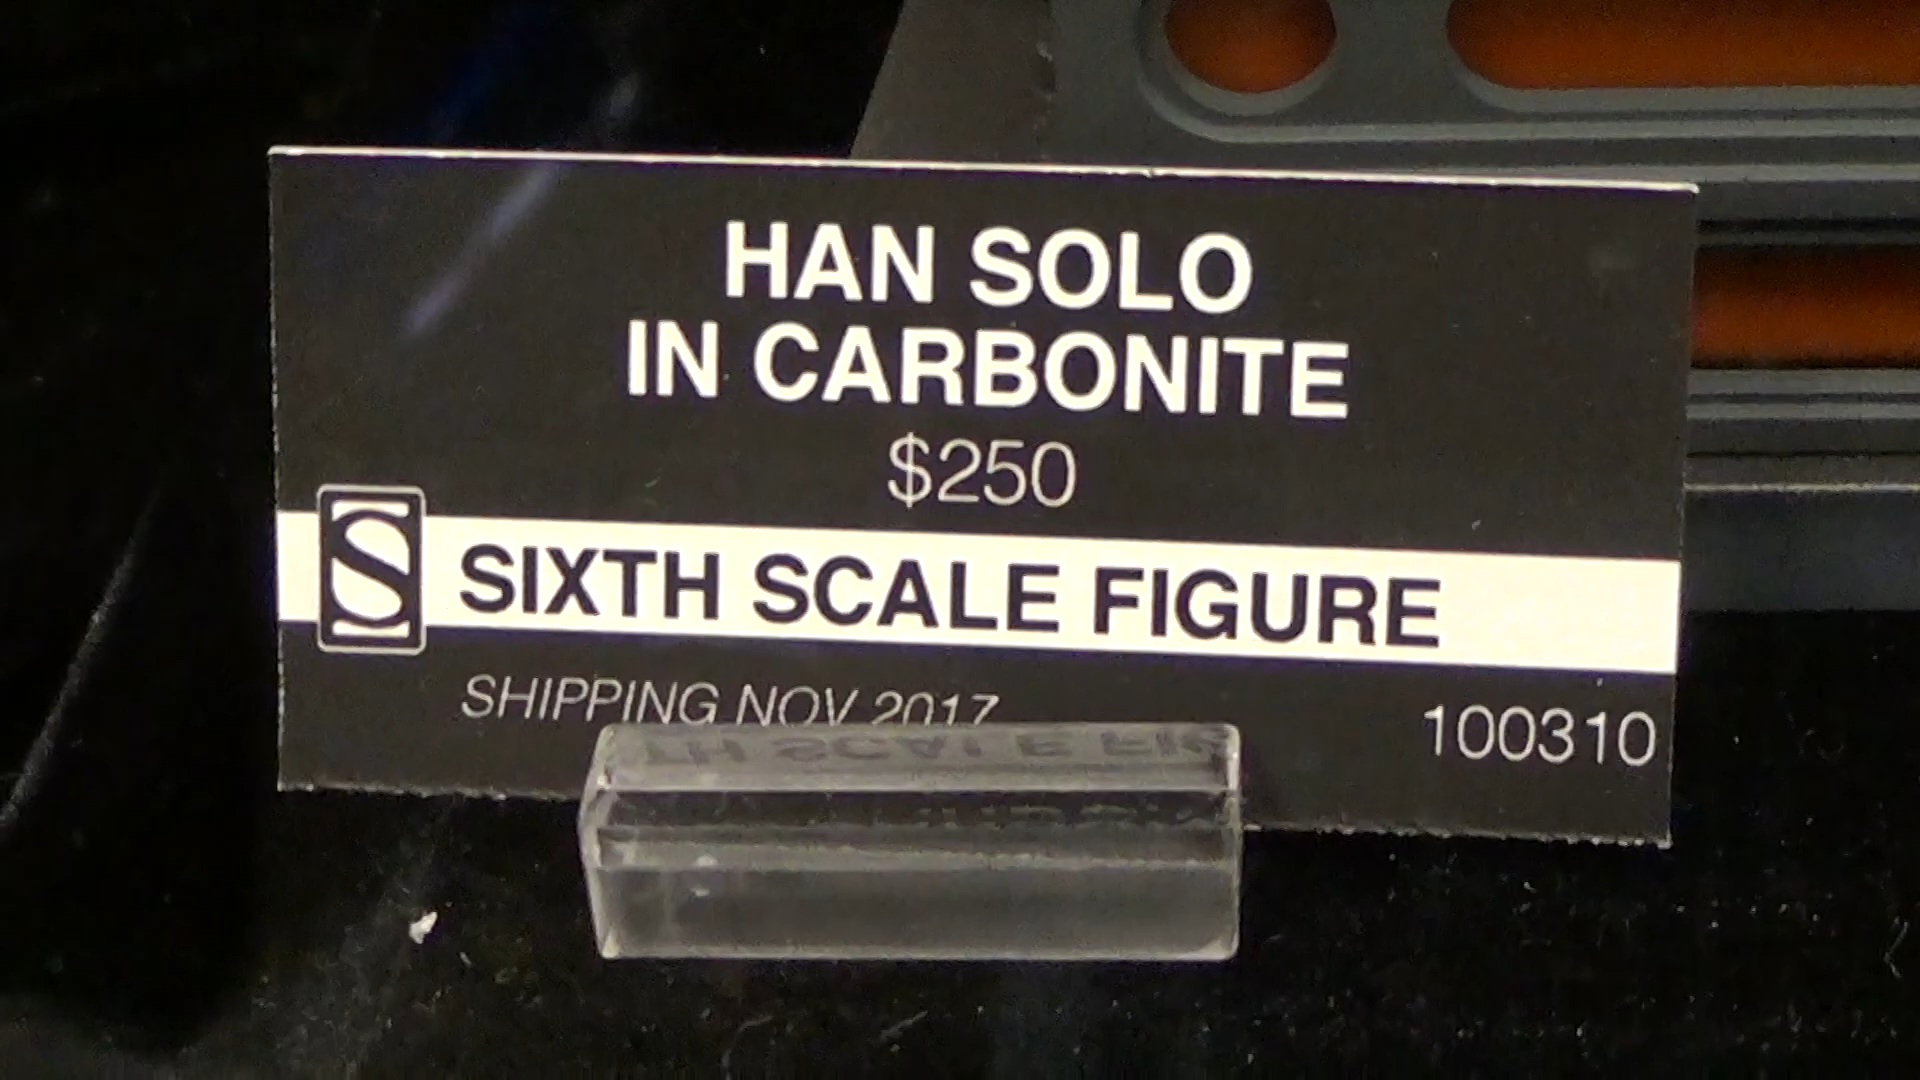 HAN SOLO
IN CARBONITE
$250
S SIXTH SCALE FIGURE
SHIPPING NOV 2017
100310